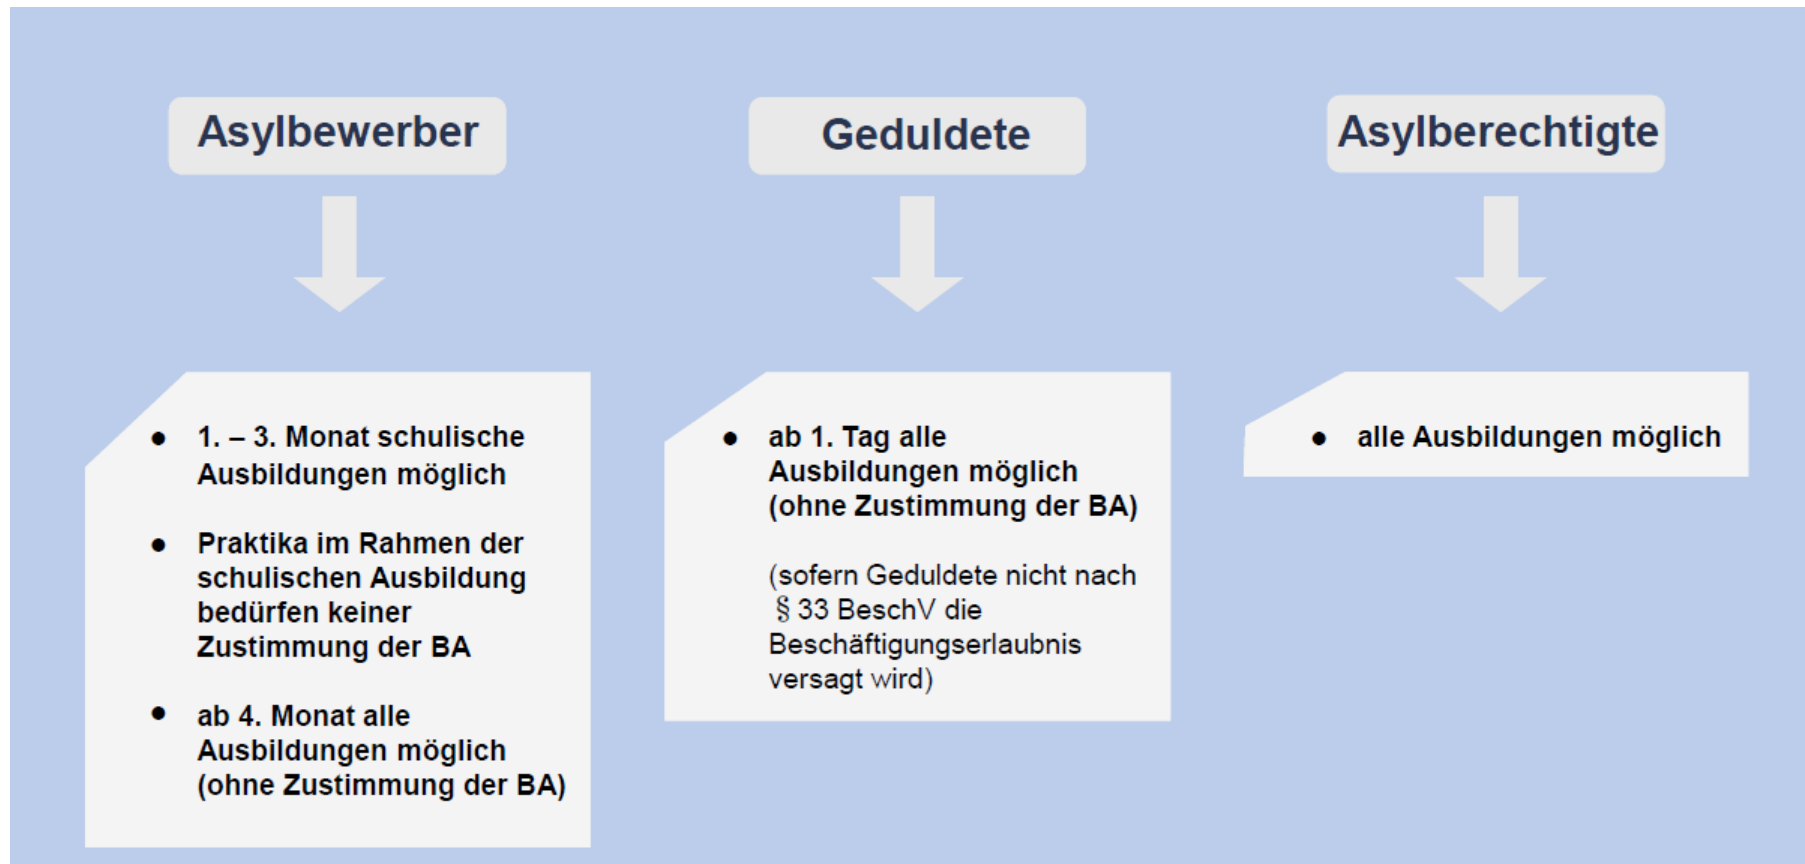 Asylbewerber
Geduldete
Asylberechtigte
● 1. – 3. Monat schulische
Ausbildungen möglich
● Praktika im Rahmen der
schulischen Ausbildung
bedürfen keiner
Zustimmung der BA
● ab 4. Monat alle
Ausbildungen möglich
(ohne Zustimmung der BA)
● ab 1. Tag alle
Ausbildungen möglich
(ohne Zustimmung der BA)
(sofern Geduldete nicht nach
§ 33 BeschV die
Beschäftigungserlaubnis
versagt wird)
● alle Ausbildungen möglich